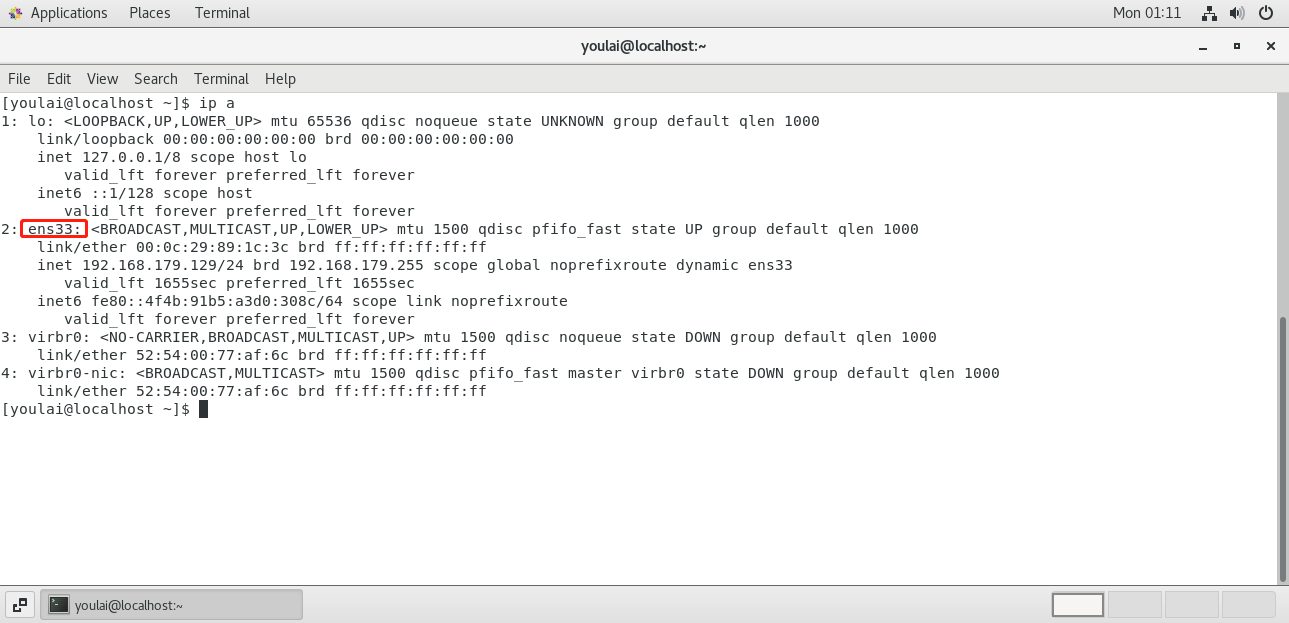 Applications Places Terminal Mon 01:11
youlai@localhost:~
File Edit View Search Terminal Help
[youlai@localhost ~]$ ip a
1: lo: <LOOPBACK,UP,LOWER_UP> mtu 65536 qdisc noqueue state UNKNOWN group default qlen 1000
    link/loopback 00:00:00:00:00:00 brd 00:00:00:00:00:00
    inet 127.0.0.1/8 scope host lo
       valid_lft forever preferred_lft forever
    inet6 ::1/128 scope host
       valid_lft forever preferred_lft forever
2: ens33: <BROADCAST,MULTICAST,UP,LOWER_UP> mtu 1500 qdisc pfifo_fast state UP group default qlen 1000
    link/ether 00:0c:29:89:1c:3c brd ff:ff:ff:ff:ff:ff
    inet 192.168.179.129/24 brd 192.168.179.255 scope global noprefixroute dynamic ens33
       valid_lft 1655sec preferred_lft 1655sec
    inet6 fe80::4f4b:91b5:a3d0:308c/64 scope link noprefixroute
       valid_lft forever preferred_lft forever
3: virbr0: <NO-CARRIER,BROADCAST,MULTICAST,UP> mtu 1500 qdisc noqueue state DOWN group default qlen 1000
    link/ether 52:54:00:77:af:6c brd ff:ff:ff:ff:ff:ff
4: virbr0-nic: <BROADCAST,MULTICAST> mtu 1500 qdisc pfifo_fast master virbr0 state DOWN group default qlen 1000
    link/ether 52:54:00:77:af:6c brd ff:ff:ff:ff:ff:ff
[youlai@localhost ~]$
youlai@localhost:~